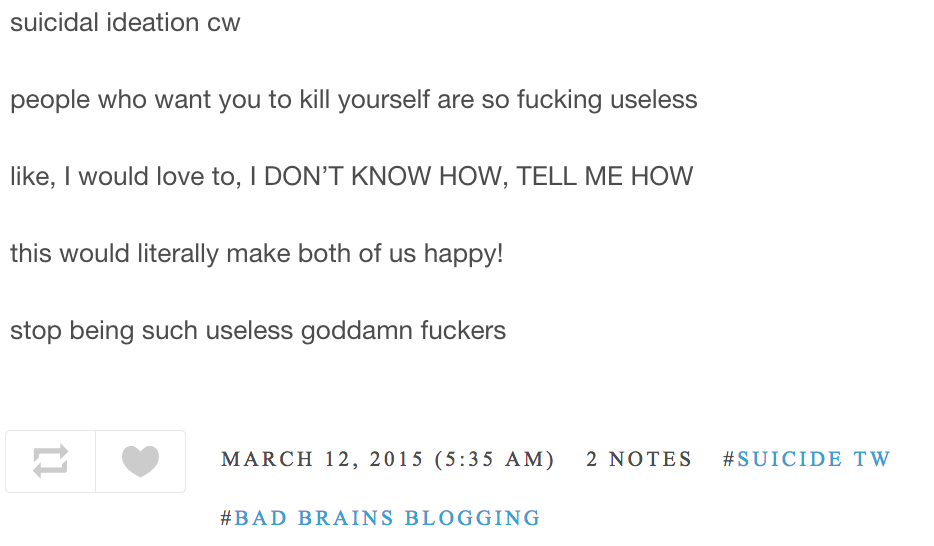 suicidal ideation cw
people who want you to kill yourself are so fucking useless
like, I would love to, I DON'T KNOW HOW, TELL ME HOW
this would literally make both of us happy!
stop being such useless goddamn fuckers
MARCH 12, 2015 (5:35 AM) 2 NOTES #SUICIDE TW
#BAD BRAINS BLOGGING